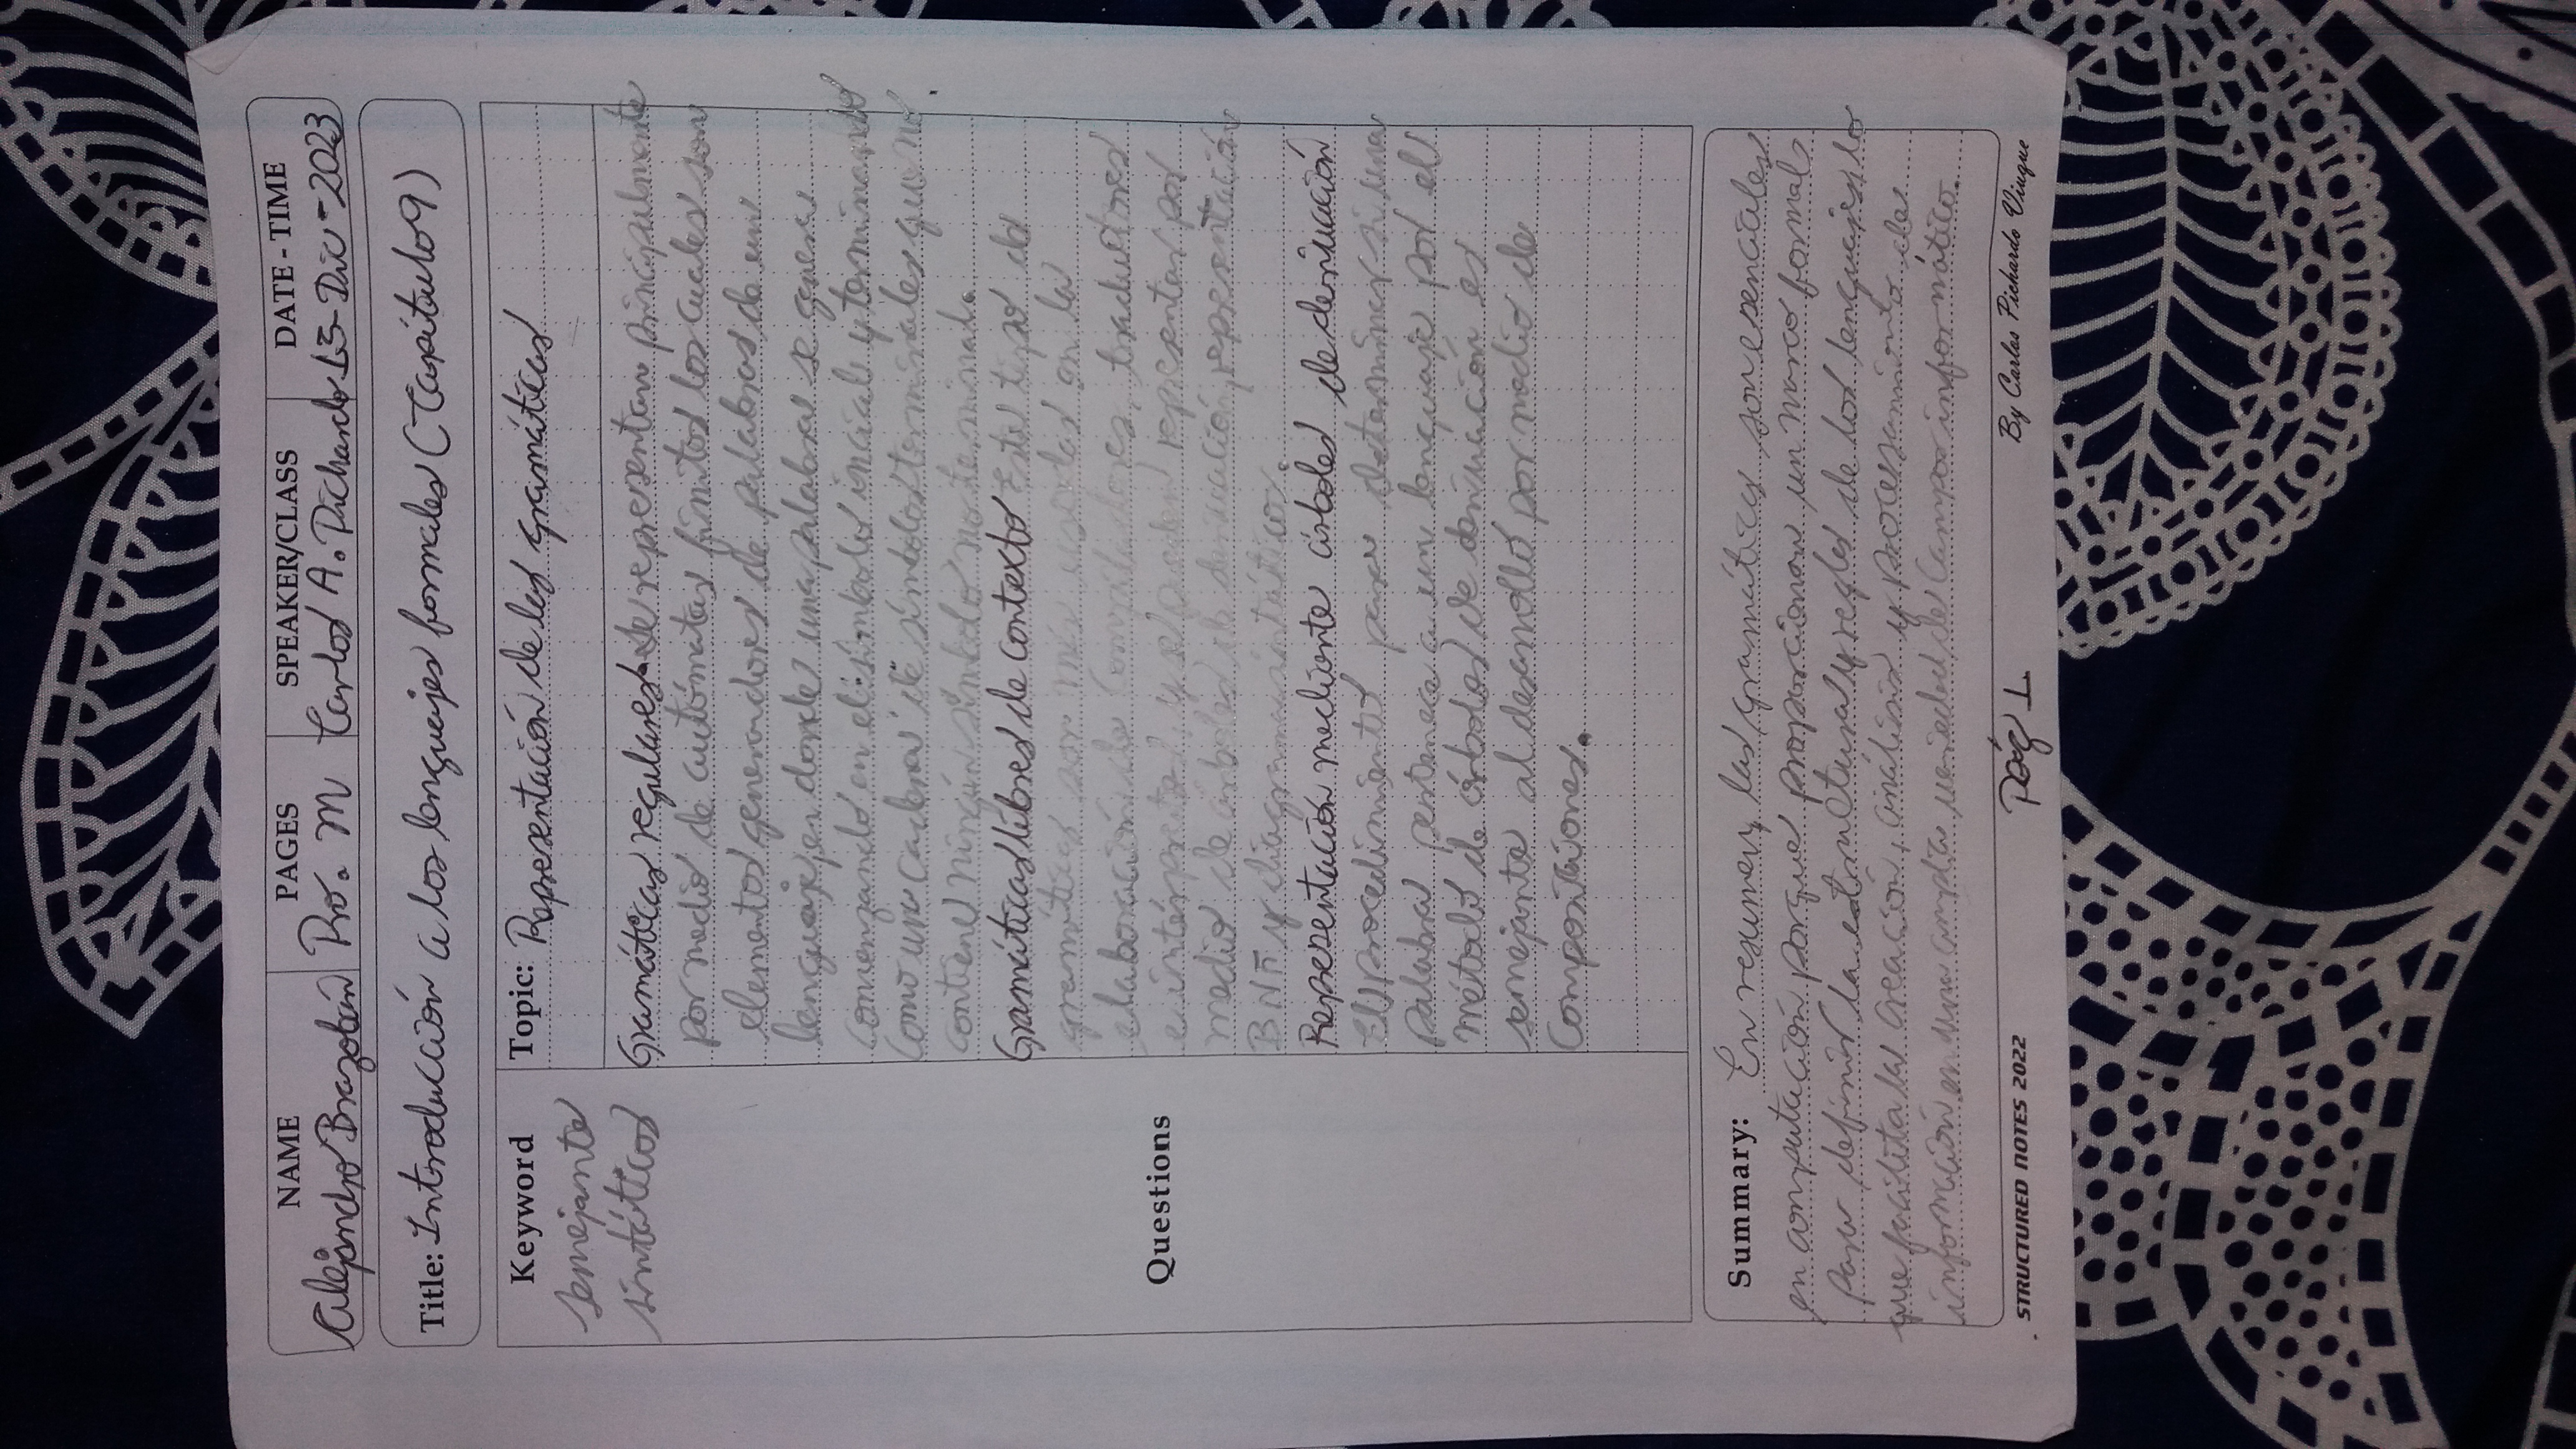 NAME PAGES SPEAKER/CLASS DATE - TIME
Alejandro Brazobán Pro. M Carlos A. Pichardo 15-Dic-2023
Title: Introducción a los lenguajes formales (Capítulo 9)
Keyword
semejante
sintáticos
Questions
Topic: Representación de las gramáticas
Gramáticas regulares: Se representan principalmente
por medio de autómatas finitos los cuales son
elementos generadores de palabras de un
lenguaje, en donde una palabra se genera
comenzando en el símbolo incial y terminando
como una cadena de símbolos terminales que no
contiene ningún símbolo no terminal.
Gramáticas libres de contexto Este tipo de
gramáticas son más usadas en la
elaboración de compiladores, traductores
e intérpretes, y se pueden representar por
medio de árboles de derivación, representación
BNF y diagramas sintáticos.
Representación mediante árboles de derivación
El procedimiento para determinar si una
palabra pertenece a un lenguaje por el
método de árboles de derivación es
semejante al desarrollo por medio de
composiciones.
Summary: En resumen, las gramáticas son esenciales
en computación porque proporcionan un marco formal
para definir la estructura y reglas de los lenguajes, lo
que facilita la creación, análisis y procesamiento de
información en una amplia variedad de campos informático.
STRUCTURED NOTES 2022 Pág 1. By Carlos Pichardo Viuque